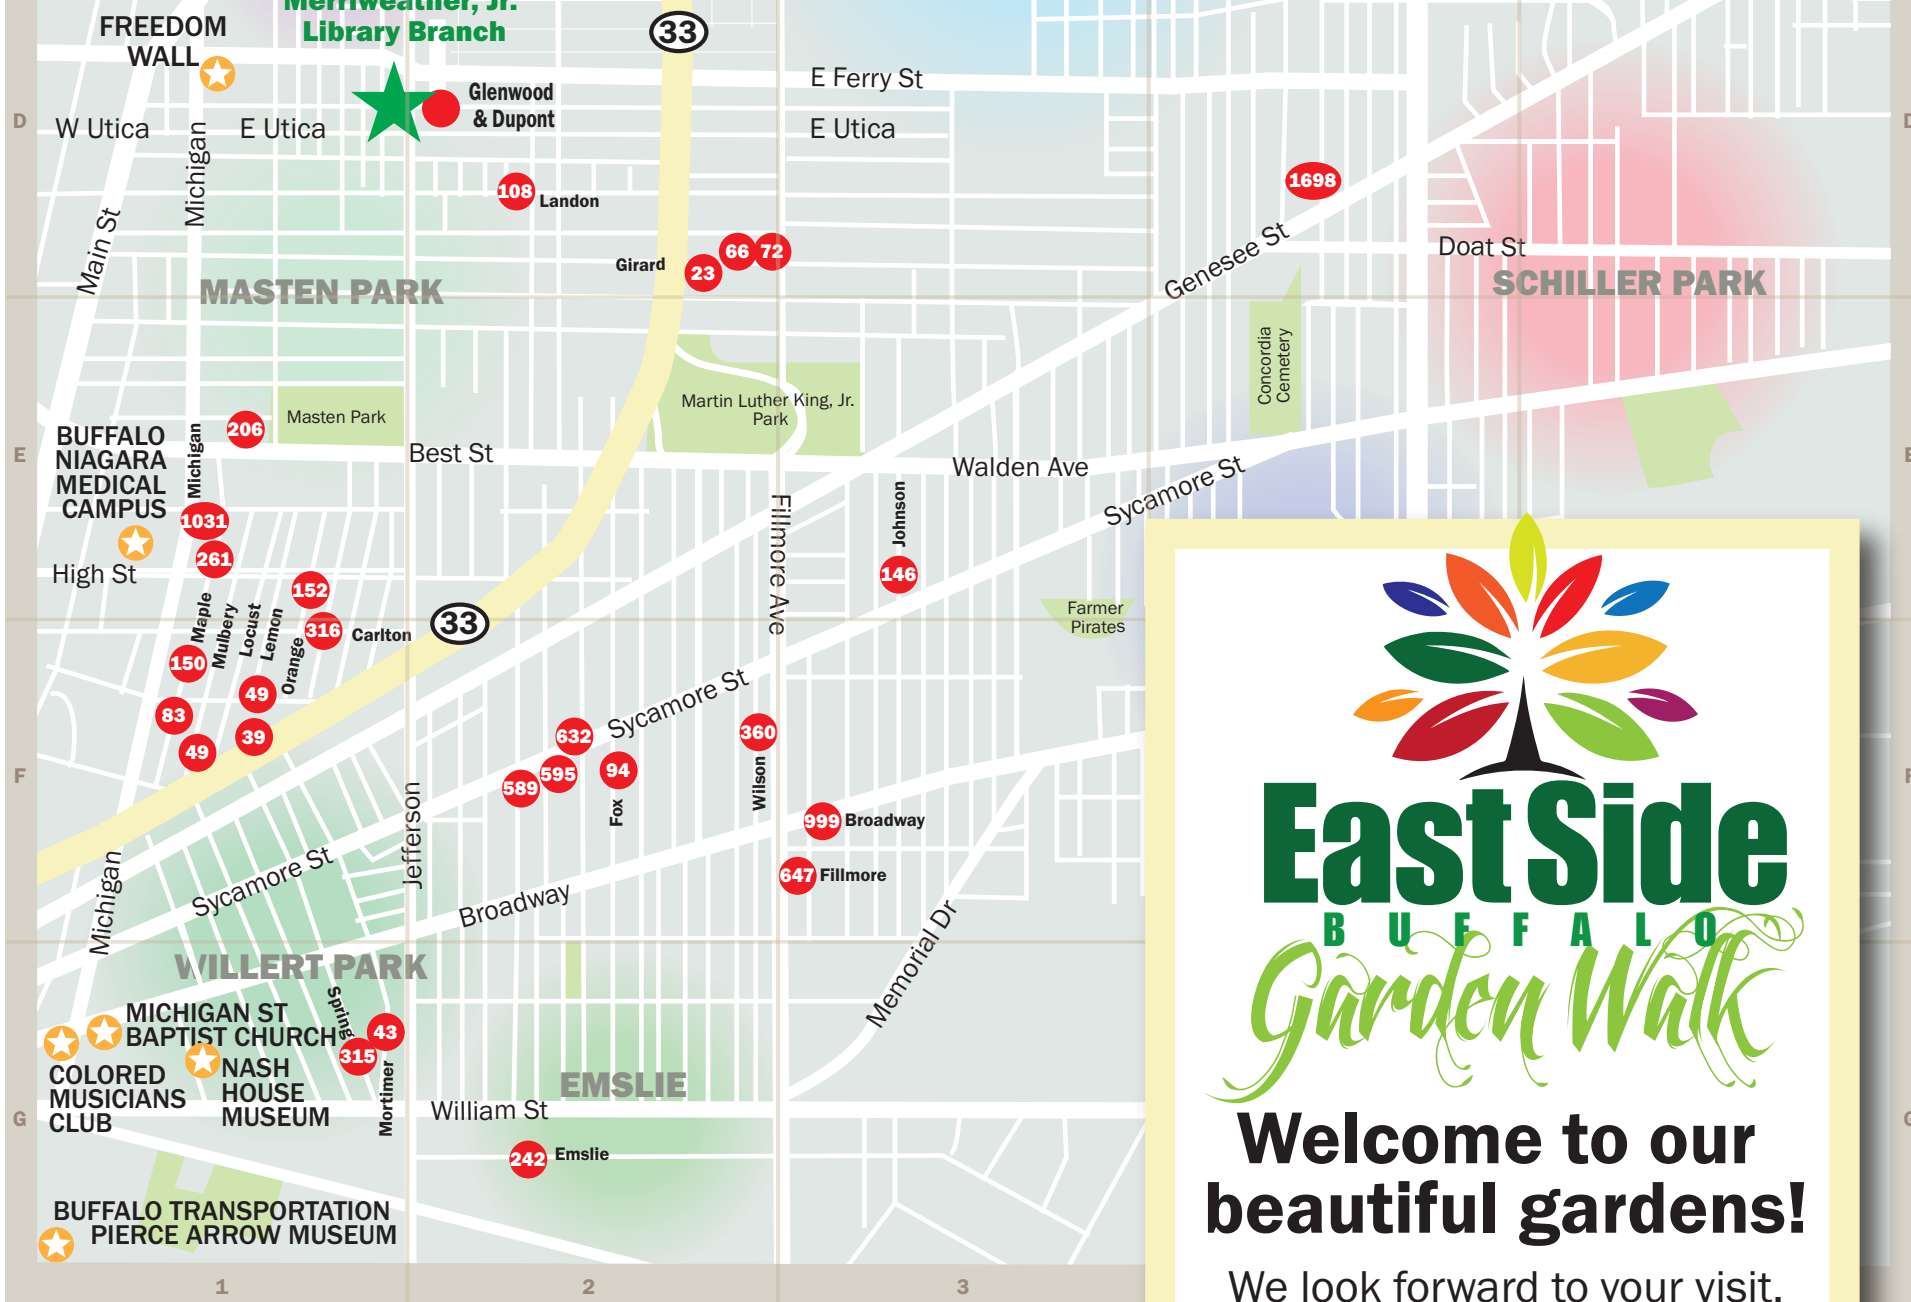 Merriweather, Jr.
Library Branch
FREEDOM
WALL
33
E Ferry St
Glenwood
& Dupont
D
W Utica
E Utica
E Utica
D
Michigan
108
Landon
1698
Main St
Girard
66
72
23
Genesee St
Doat St
MASTEN PARK
SCHILLER PARK
Concordia
Cemetery
Martin Luther King, Jr.
Park
Masten Park
206
Michigan
BUFFALO
NIAGARA
MEDICAL
CAMPUS
E
Best St
Walden Ave
Sycamore St
E
1031
261
High St
Fillmore Ave
Johnson
146
152
316
Carlton
33
Maple
Mulbery
Locust
Lemon
Orange
Farmer
Pirates
150
49
83
39
49
Sycamore St
632
595
589
94
Fox
360
Wilson
F
F
Jefferson
999
Broadway
647
Fillmore
Michigan
Sycamore St
Broadway
Memorial Dr
WILLERT PARK
Spring
MICHIGAN ST
BAPTIST CHURCH
43
315
Mortimer
COLORED
MUSICIANS
CLUB
NASH
HOUSE
MUSEUM
EMSLIE
William St
G
G
242
Emslie
BUFFALO TRANSPORTATION
PIERCE ARROW MUSEUM
1
2
3
East Side
BUFFALO
Garden Walk
Welcome to our
beautiful gardens!
We look forward to your visit.